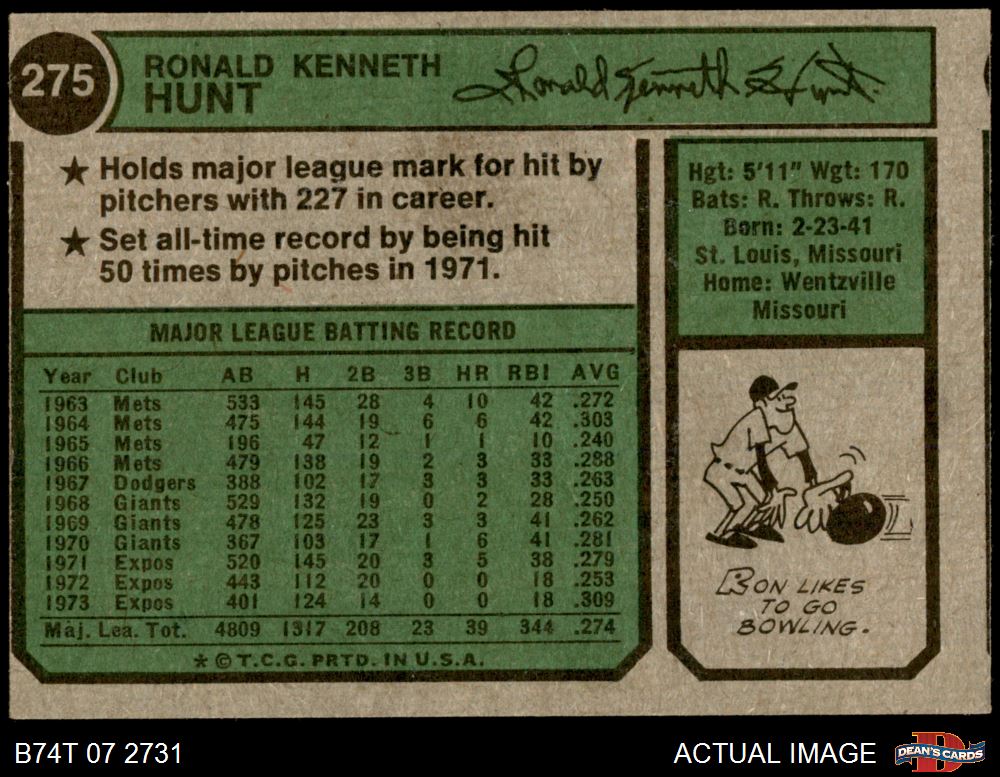 275
RONALD KENNETH
HUNT
Ronald Kenneth Hunt
★ Holds major league mark for hit by
pitchers with 227 in career.
★ Set all-time record by being hit
50 times by pitches in 1971.
Hgt: 5'11" Wgt: 170
Bats: R. Throws: R.
Born: 2-23-41
St. Louis, Missouri
Home: Wentzville
Missouri
MAJOR LEAGUE BATTING RECORD
Year Club AB H 2B 3B HR RBI AVG
1963 Mets 533 145 28 4 10 42 .272
1964 Mets 475 144 19 6 6 42 .303
1965 Mets 196 47 12 1 1 10 .240
1966 Mets 479 138 19 2 3 33 .288
1967 Dodgers 388 102 17 3 3 33 .263
1968 Giants 529 132 19 0 2 28 .250
1969 Giants 478 125 23 3 3 41 .262
1970 Giants 367 103 17 1 6 41 .281
1971 Expos 520 145 20 3 5 38 .279
1972 Expos 443 112 20 0 0 18 .253
1973 Expos 401 124 14 0 0 18 .309
Maj. Lea. Tot. 4809 1317 208 23 39 344 .274
* © T.C.G. PRTD. IN U.S.A.
RON LIKES
TO GO
BOWLING.
B74T 07 2731
ACTUAL IMAGE
DEAN'S CARDS